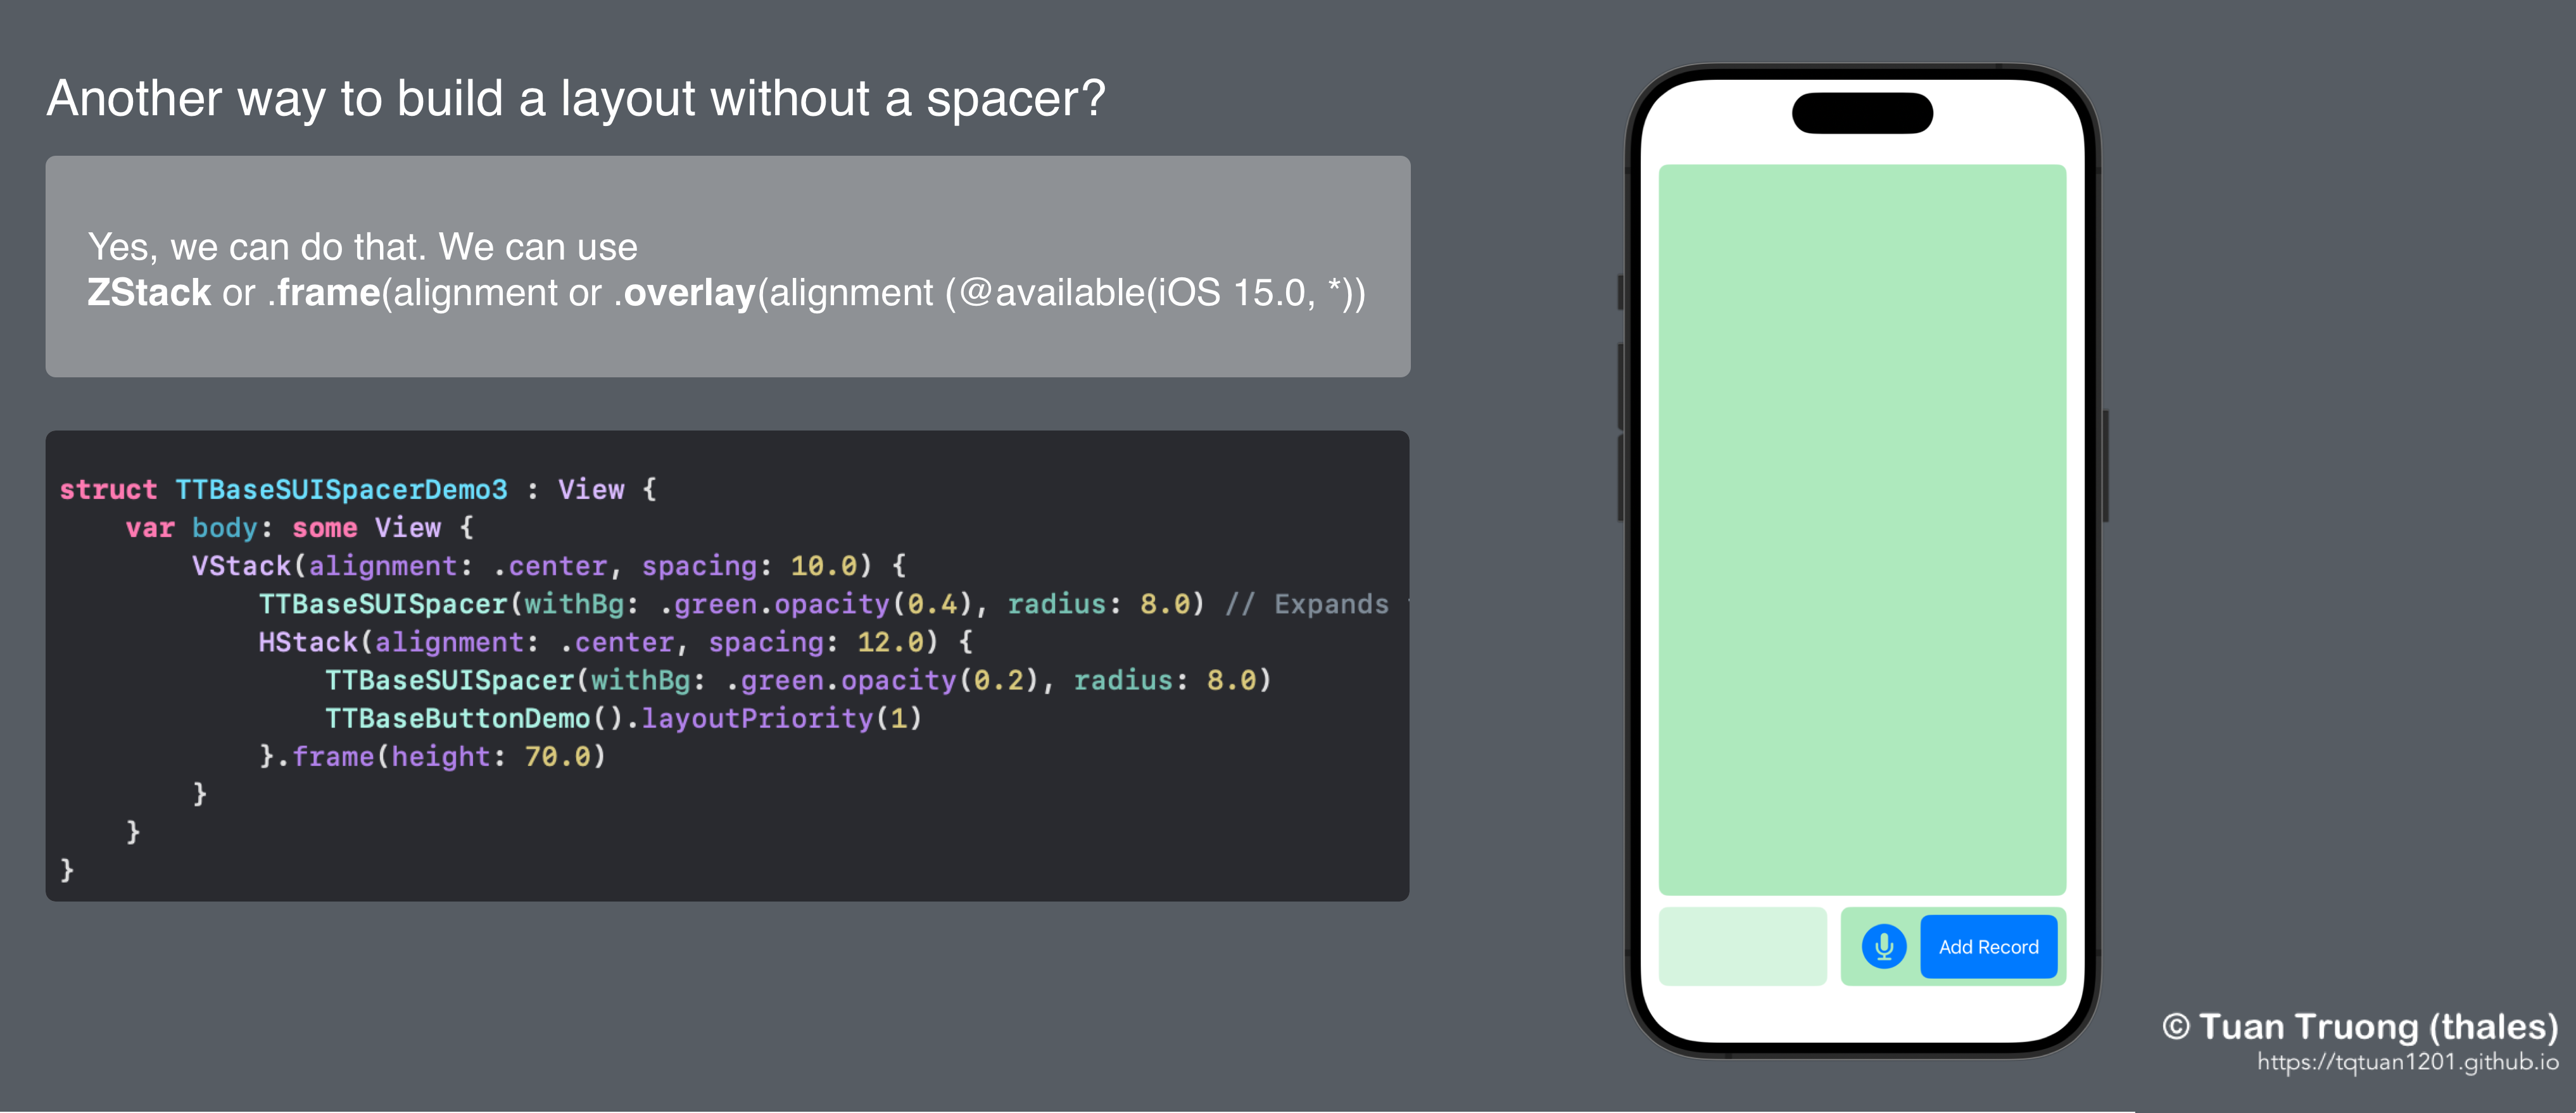 Another way to build a layout without a spacer?
Yes, we can do that. We can use
ZStack or .frame(alignment or .overlay(alignment (@available(iOS 15.0, *))
struct TTBaseSUISpacerDemo3 : View {
    var body: some View {
        VStack(alignment: .center, spacing: 10.0) {
            TTBaseSUISpacer(withBg: .green.opacity(0.4), radius: 8.0) // Expands
            HStack(alignment: .center, spacing: 12.0) {
                TTBaseSUISpacer(withBg: .green.opacity(0.2), radius: 8.0)
                TTBaseButtonDemo().layoutPriority(1)
            }.frame(height: 70.0)
        }
    }
}
Add Record
© Tuan Truong (thales)
https://tqtuan1201.github.io